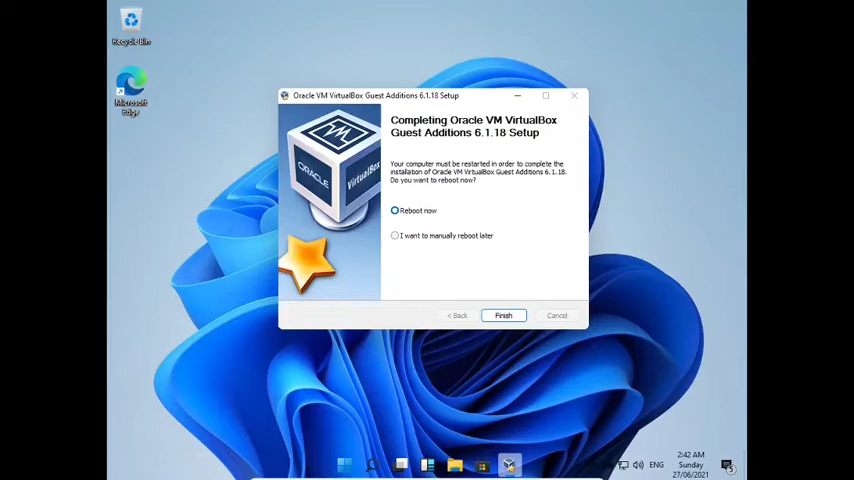 Recycle Bin
Microsoft
Edge
Oracle VM VirtualBox Guest Additions 6.1.18 Setup
Completing Oracle VM VirtualBox
Guest Additions 6.1.18 Setup
ORACLE
VirtualBox
Your computer must be restarted in order to complete the
installation of Oracle VM VirtualBox Guest Additions 6.1.18.
Do you want to reboot now?
Reboot now
I want to manually reboot later
< Back
Finish
Cancel
ENG
2:42 AM
Sunday
27/06/2021
5